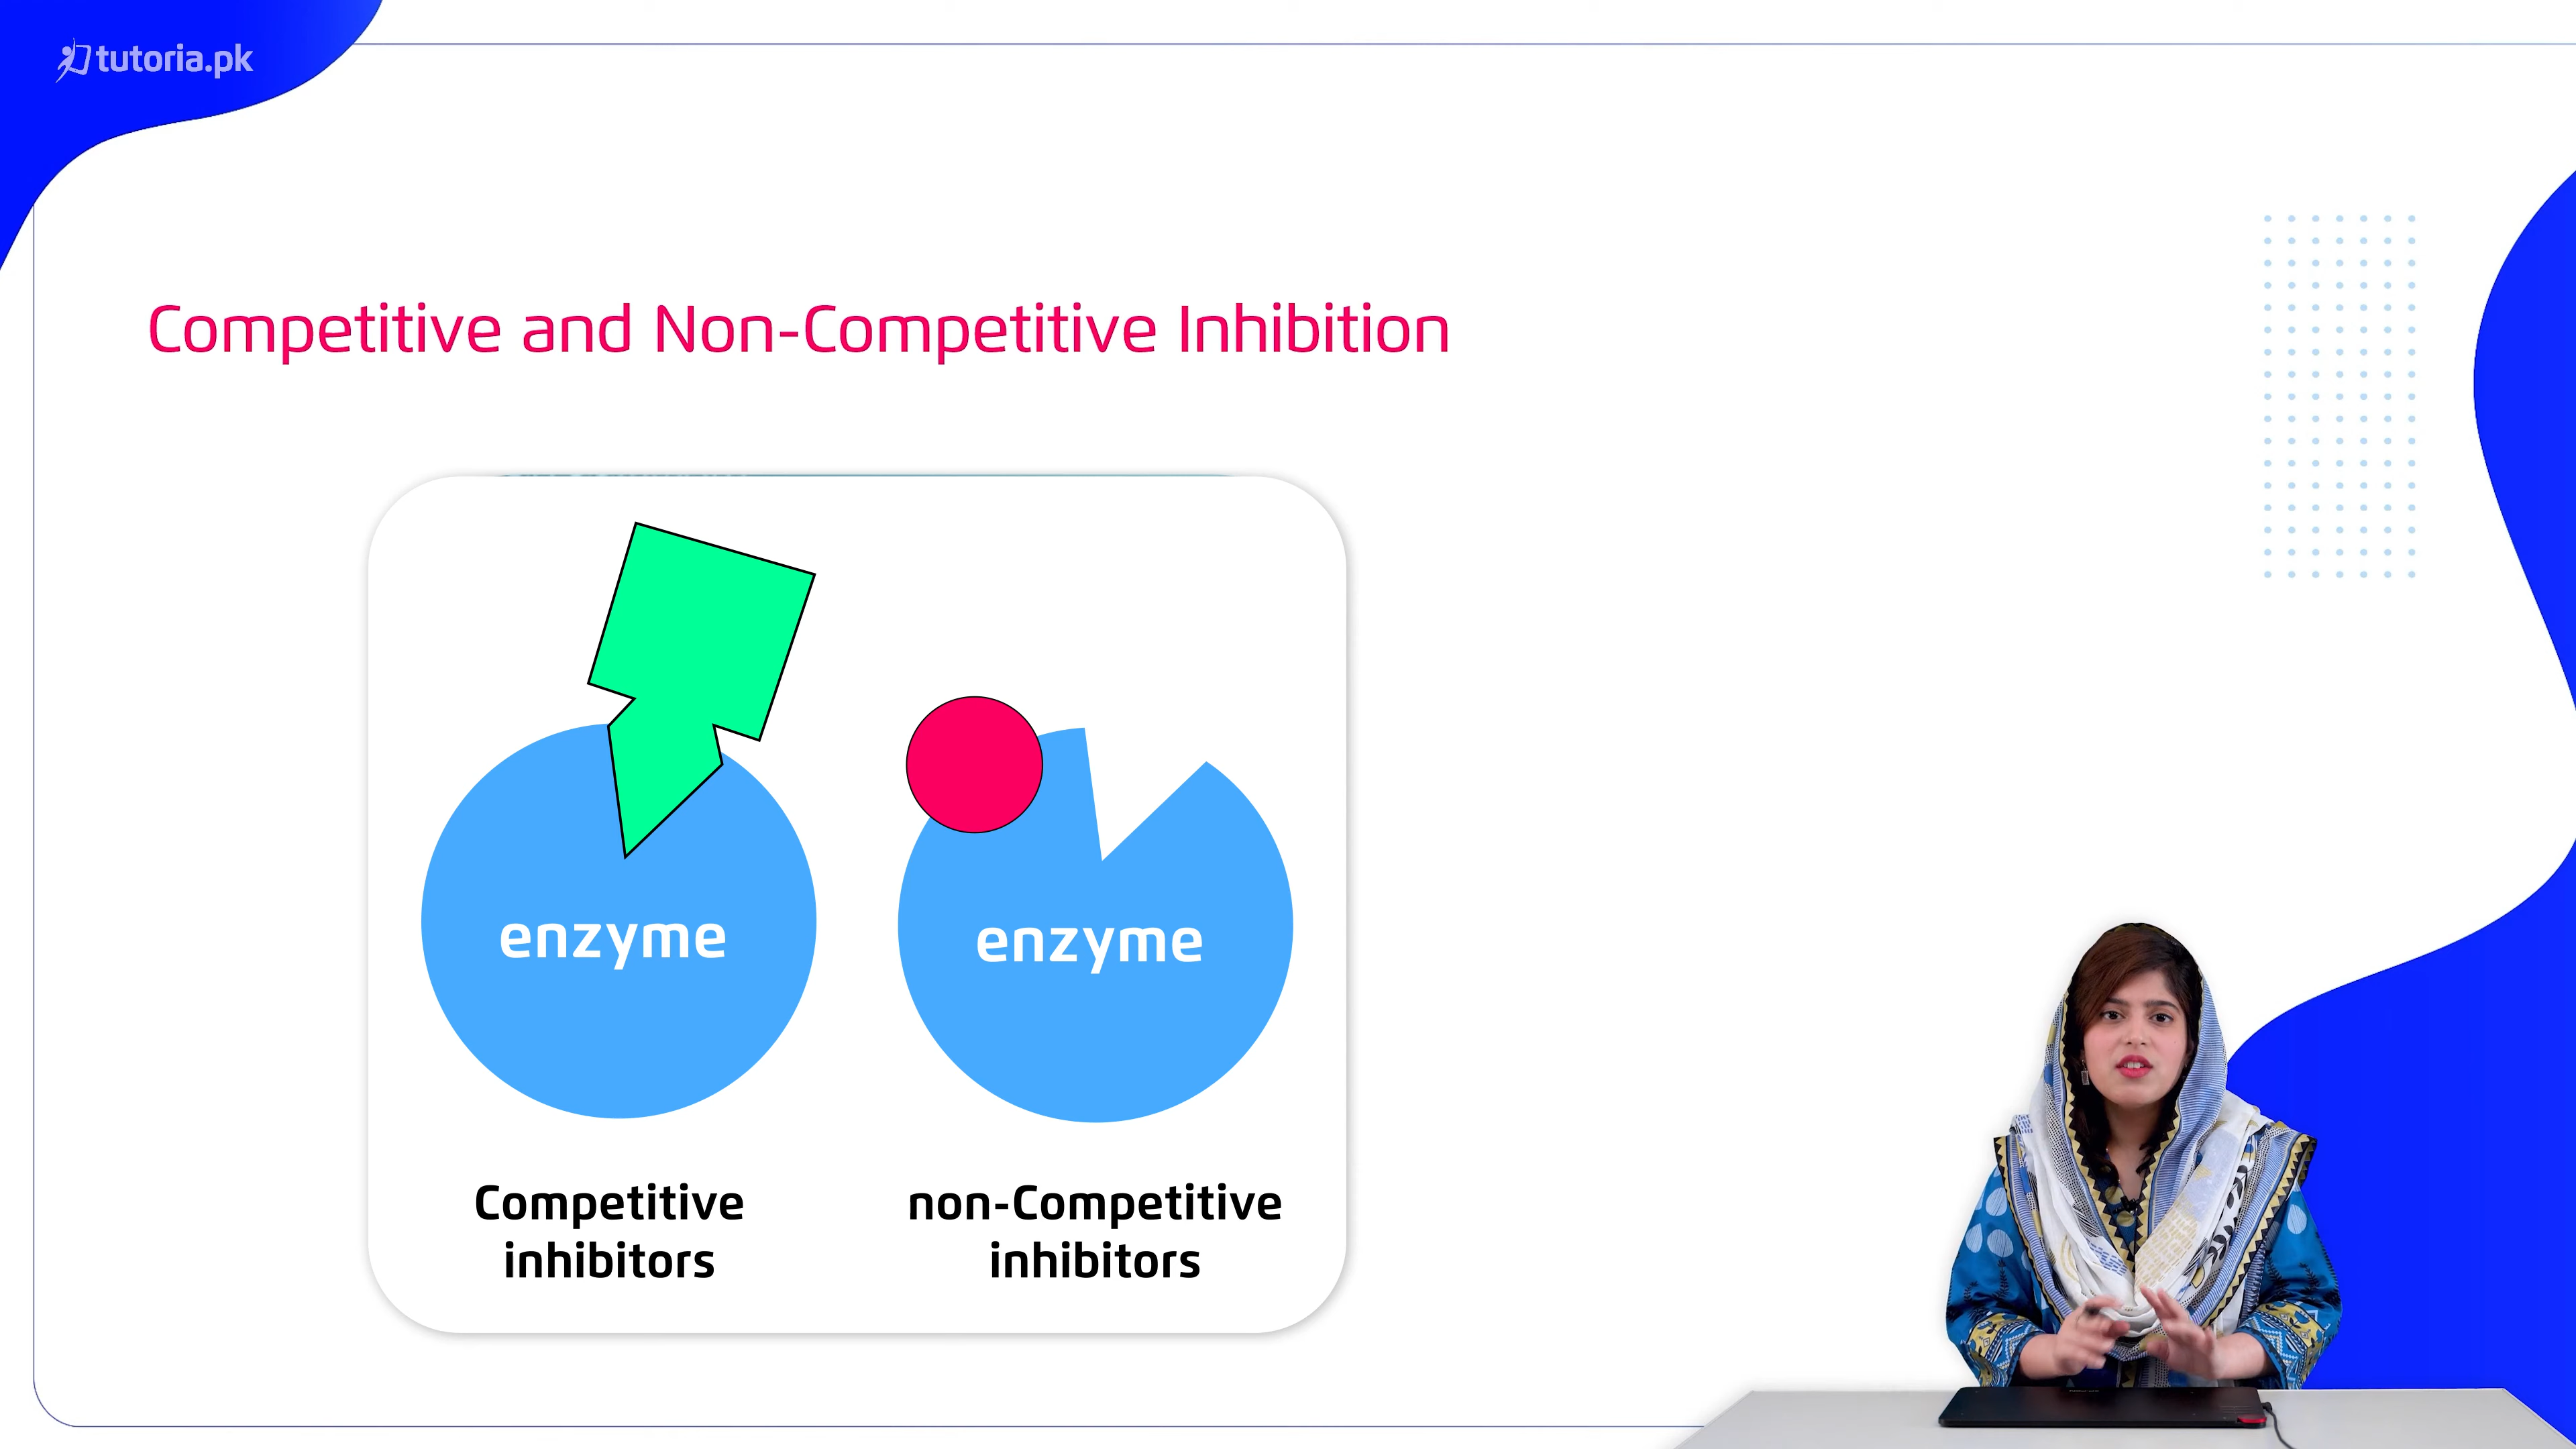 tutoria.pk
Competitive and Non-Competitive Inhibition
enzyme
enzyme
Competitive
inhibitors
non-Competitive
inhibitors